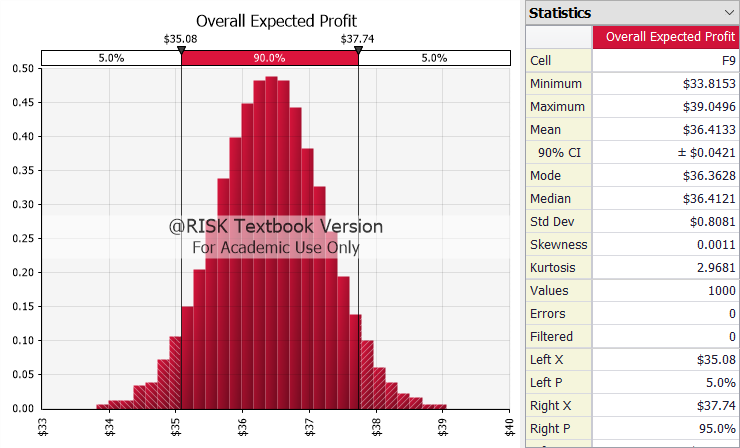 Overall Expected Profit
$35.08 $37.74
5.0% 90.0% 5.0%
0.50
0.45
0.40
0.35
0.30
0.25
0.20
0.15
0.10
0.05
0.00
$33 $34 $35 $36 $37 $38 $39 $40
@RISK Textbook Version
For Academic Use Only
Statistics
Overall Expected Profit
Cell F9
Minimum $33.8153
Maximum $39.0496
Mean $36.4133
90% CI ± $0.0421
Mode $36.3628
Median $36.4121
Std Dev $0.8081
Skewness 0.0011
Kurtosis 2.9681
Values 1000
Errors 0
Filtered 0
Left X $35.08
Left P 5.0%
Right X $37.74
Right P 95.0%